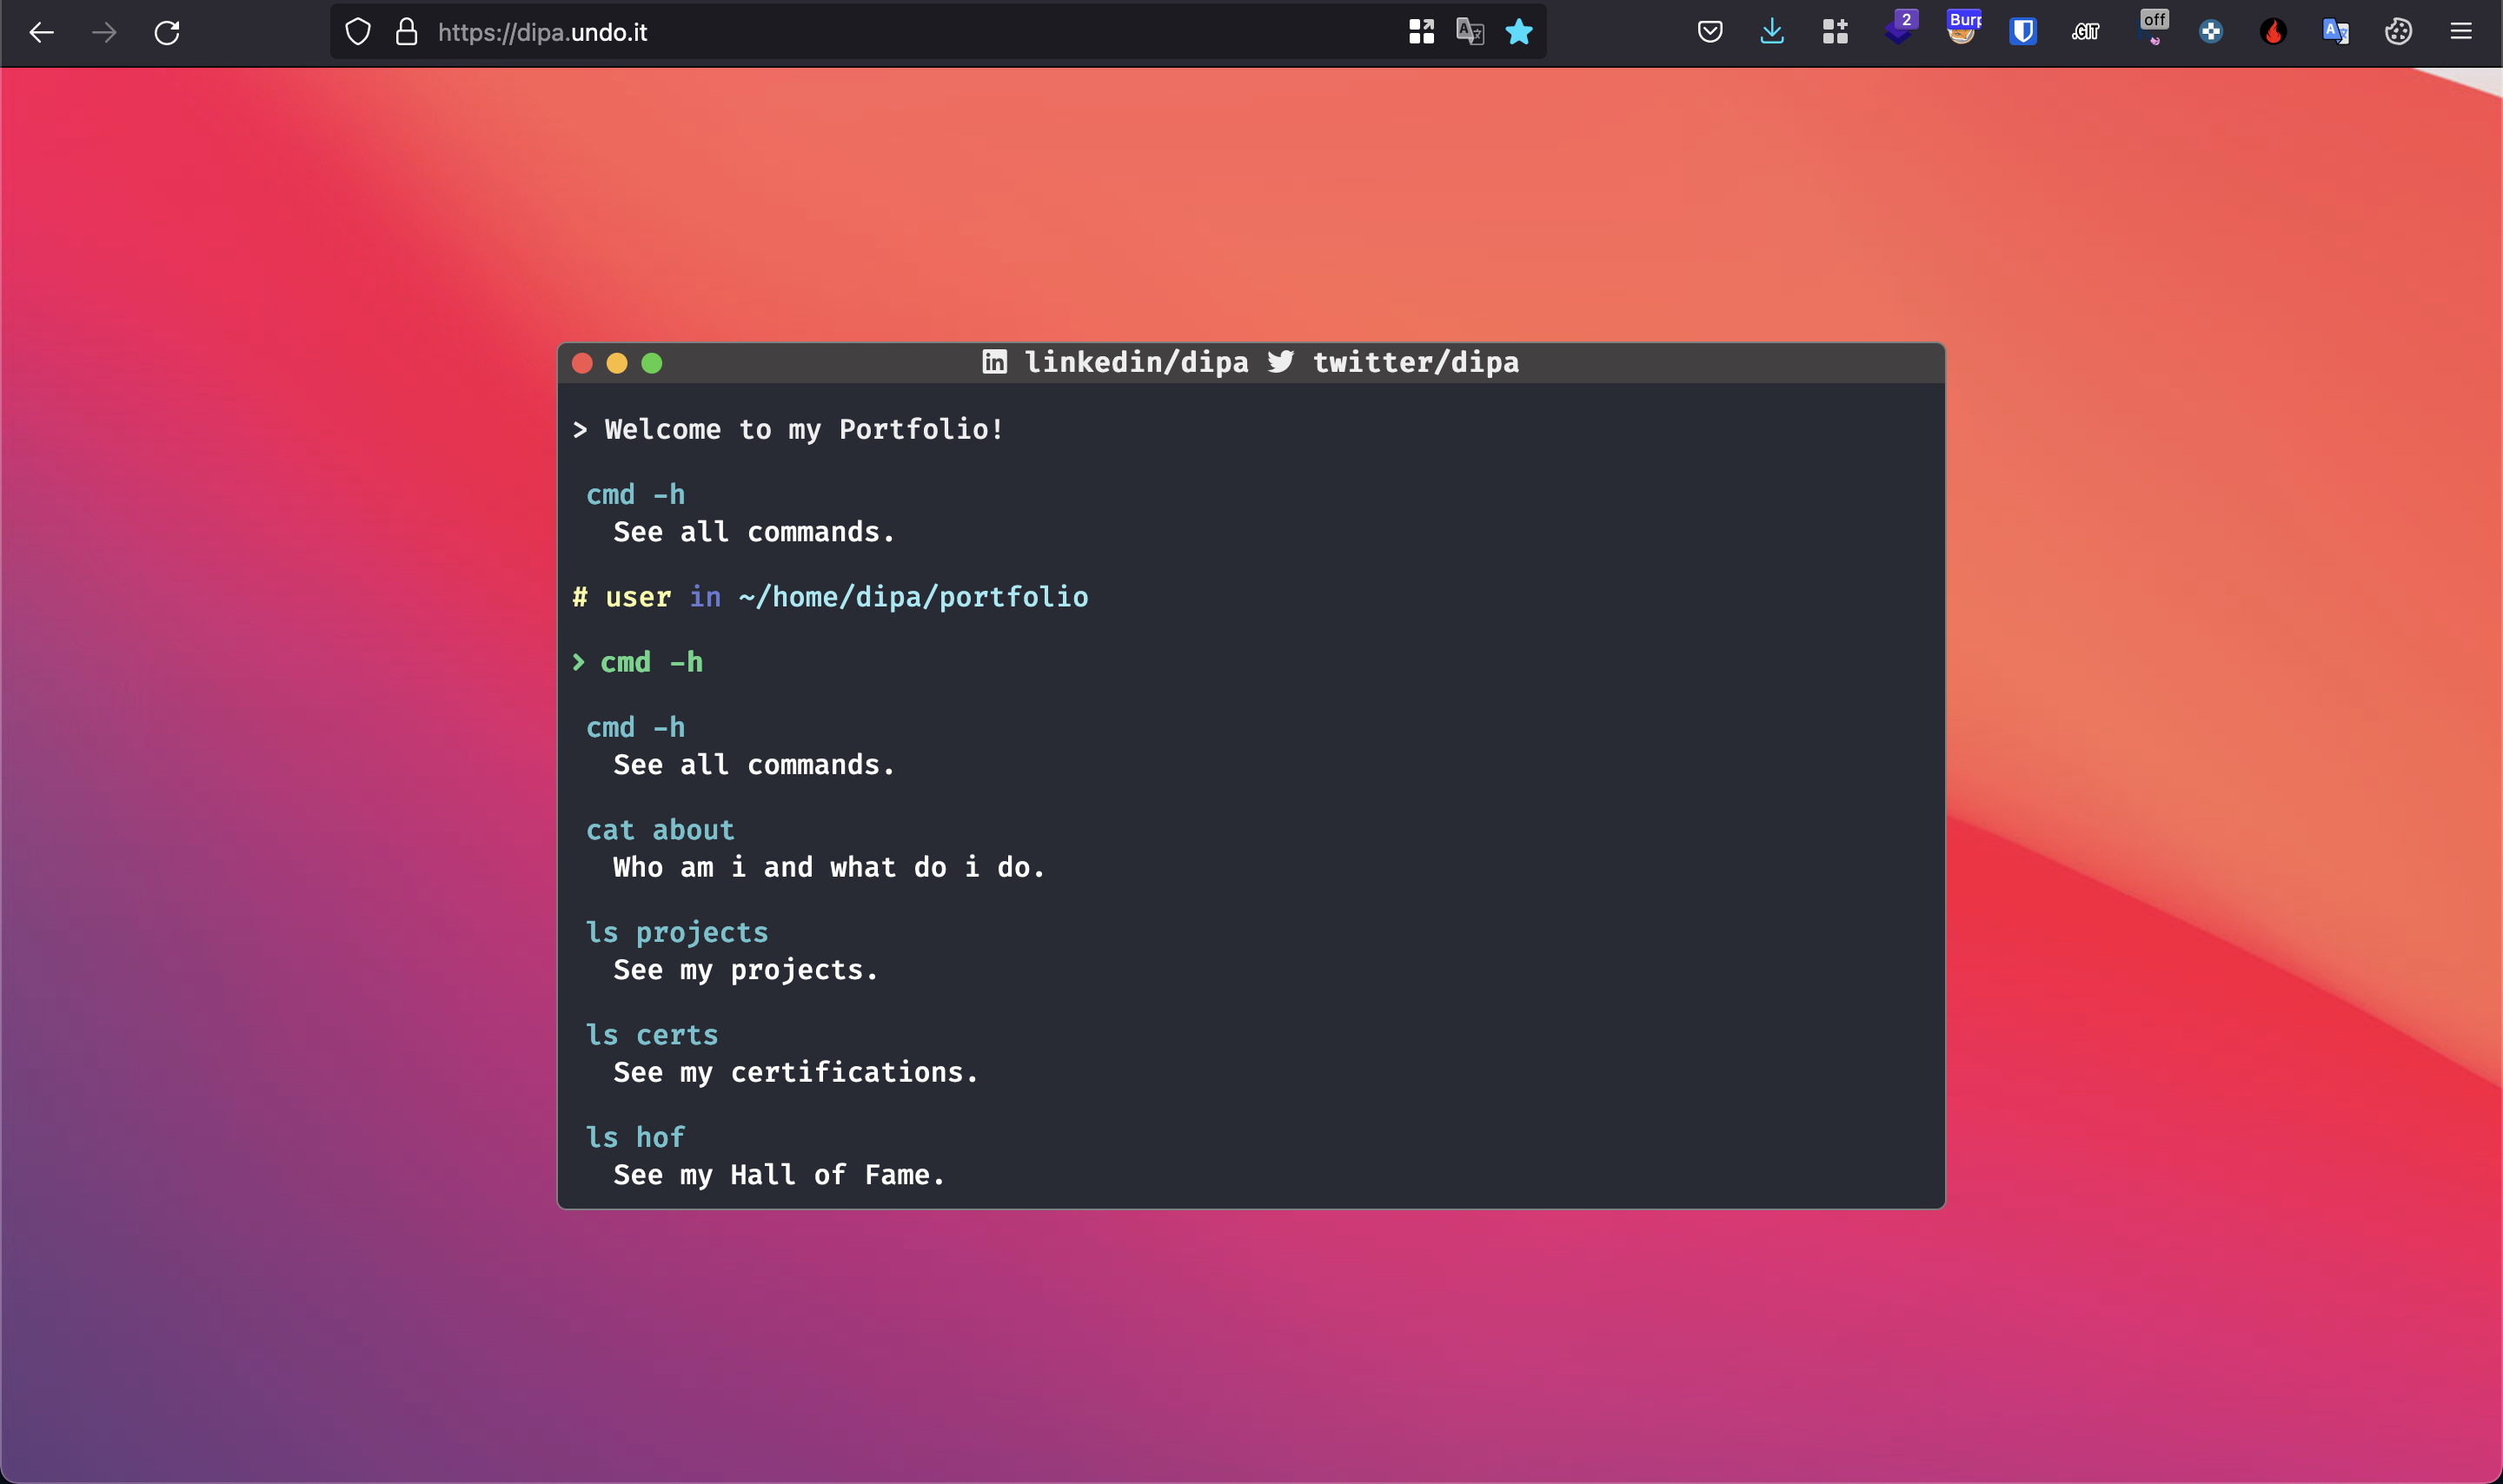 https://dipa.undo.it
2
Burp
.GIT
off
linkedin/dipa twitter/dipa
> Welcome to my Portfolio!
cmd -h
See all commands.
# user in ~/home/dipa/portfolio
> cmd -h
cmd -h
See all commands.
cat about
Who am i and what do i do.
ls projects
See my projects.
ls certs
See my certifications.
ls hof
See my Hall of Fame.